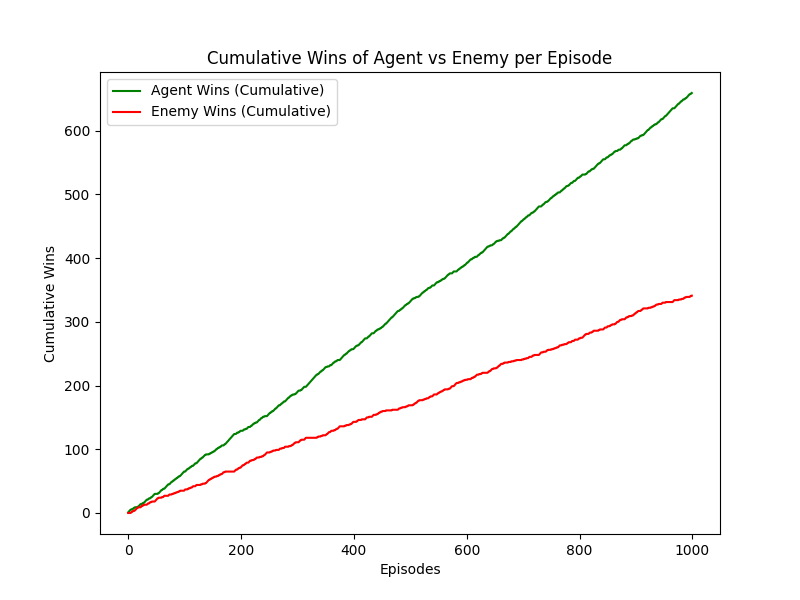 Cumulative Wins of Agent vs Enemy per Episode
Agent Wins (Cumulative)
Enemy Wins (Cumulative)
Cumulative Wins
600
500
400
300
200
100
0
0 200 400 600 800 1000
Episodes